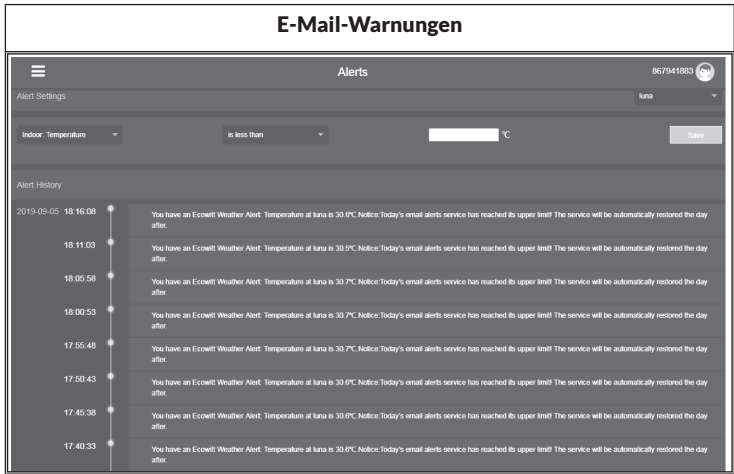 E-Mail-Warnungen
Alerts
867941883
Alert Settings
luna
Indoor: Temperature
is less than
℃
Save
Alert History
2019-09-05 18:16:08
You have an Ecowitt Weather Alert: Temperature at luna is 30.8℃.Notice:Today's email alerts service has reached its upper limit! The service will be automatically restored the day
after.
18:11:03
You have an Ecowitt Weather Alert: Temperature at luna is 30.5℃.Notice:Today's email alerts service has reached its upper limit! The service will be automatically restored the day
after.
18:05:58
You have an Ecowitt Weather Alert: Temperature at luna is 30.7℃.Notice:Today's email alerts service has reached its upper limit! The service will be automatically restored the day
after.
18:00:53
You have an Ecowitt Weather Alert: Temperature at luna is 30.7℃.Notice:Today's email alerts service has reached its upper limit! The service will be automatically restored the day
after.
17:55:48
You have an Ecowitt Weather Alert: Temperature at luna is 30.7℃.Notice:Today's email alerts service has reached its upper limit! The service will be automatically restored the day
after.
17:50:43
You have an Ecowitt Weather Alert: Temperature at luna is 30.6℃.Notice:Today's email alerts service has reached its upper limit! The service will be automatically restored the day
after.
17:45:38
You have an Ecowitt Weather Alert: Temperature at luna is 30.6℃.Notice:Today's email alerts service has reached its upper limit! The service will be automatically restored the day
after.
17:40:33
You have an Ecowitt Weather Alert: Temperature at luna is 30.6℃.Notice:Today's email alerts service has reached its upper limit! The service will be automatically restored the day
after.